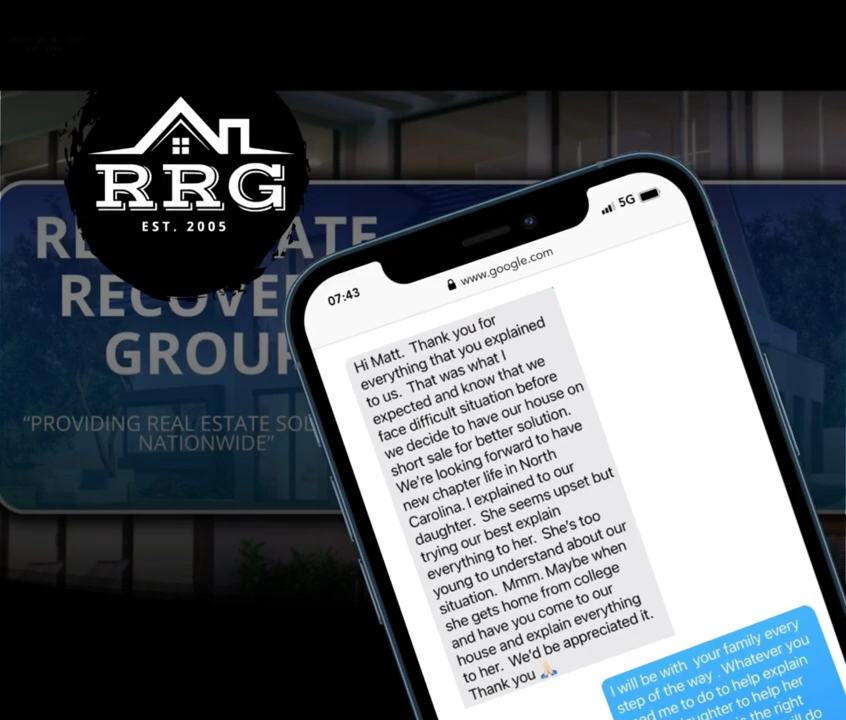 RRG
EST. 2005
RE ATE
RECOVE
GROUP
“PROVIDING REAL ESTATE SOL
NATIONWIDE”
07:43
www.google.com
5G
Hi Matt. Thank you for
everything that you explained
to us. That was what I
expected and know that we
face difficult situation before
we decide to have our house on
short sale for better solution.
We're looking forward to have
new chapter life in North
Carolina. I explained to our
daughter. She seems upset but
trying our best explain
everything to her. She's too
young to understand about our
situation. Mmm. Maybe when
she gets home from college
and have you come to our
house and explain everything
to her. We'd be appreciated it.
Thank you 🙏🏻
I will be with your family every
step of the way . Whatever you
me to do to help explain
to help her
the right
do